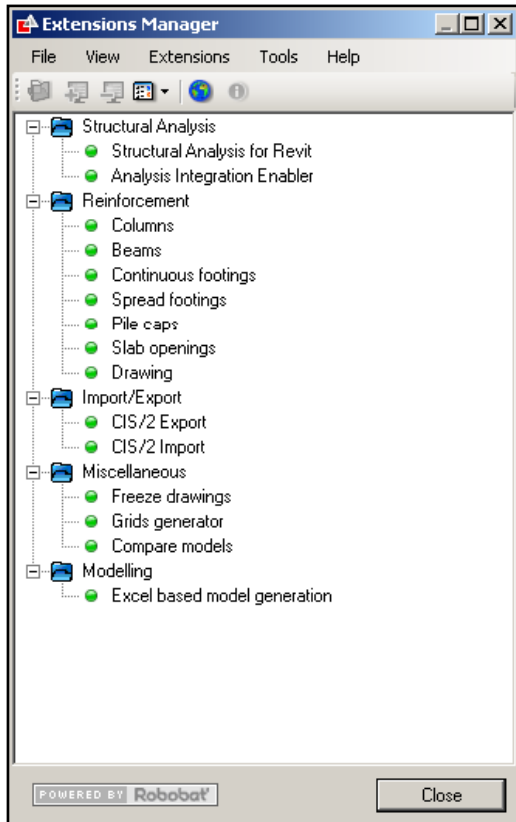 Extensions Manager
File View Extensions Tools Help
Structural Analysis
Structural Analysis for Revit
Analysis Integration Enabler
Reinforcement
Columns
Beams
Continuous footings
Spread footings
Pile caps
Slab openings
Drawing
Import/Export
CIS/2 Export
CIS/2 Import
Miscellaneous
Freeze drawings
Grids generator
Compare models
Modelling
Excel based model generation
POWERED BY Robobat Close